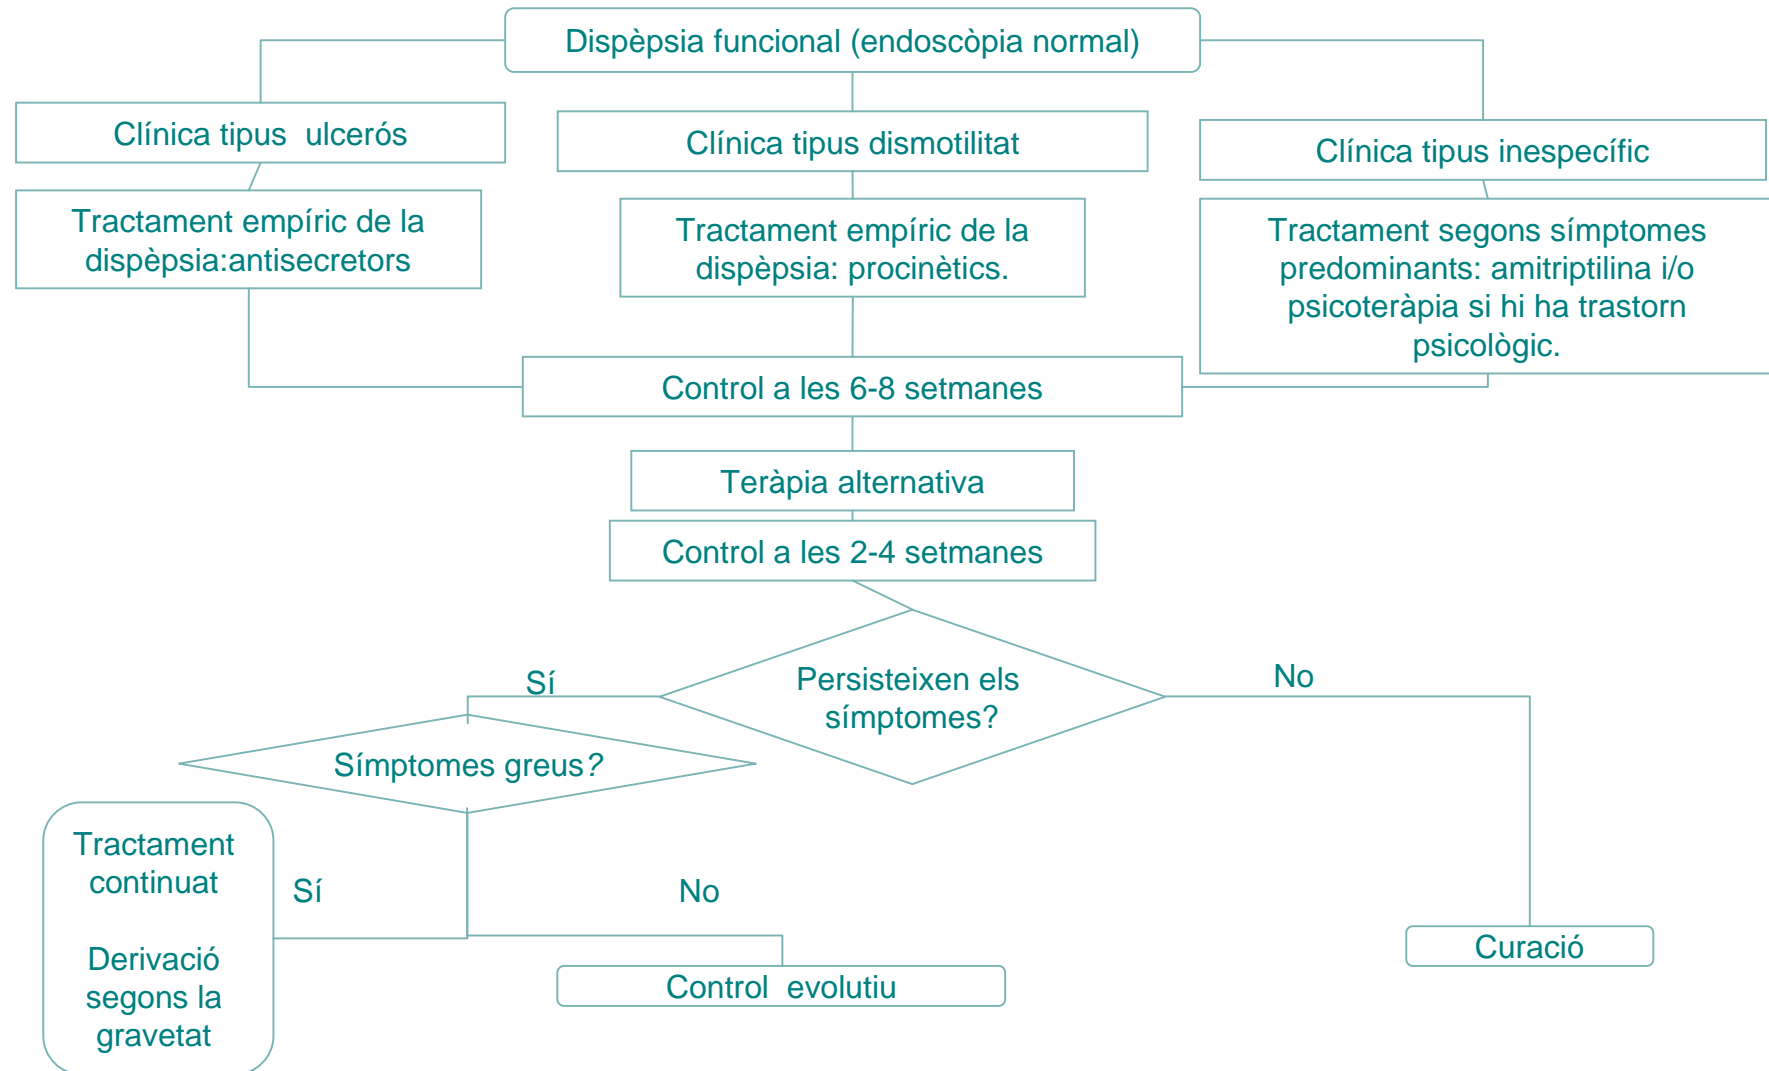 Dispèpsia funcional (endoscòpia normal)
Clínica tipus  ulcerós
Clínica tipus dismotilitat
Clínica tipus inespecífic
Tractament empíric de la
dispèpsia:antisecretors
Tractament empíric de la
dispèpsia: procinètics.
Tractament segons símptomes
predominants: amitriptilina i/o
psicoteràpia si hi ha trastorn
psicològic.
Control a les 6-8 setmanes
Teràpia alternativa
Control a les 2-4 setmanes
Persisteixen els
símptomes?
Sí
No
Símptomes greus?
Tractament
continuat
Derivació
segons la
gravetat
Sí
No
Control  evolutiu
Curació